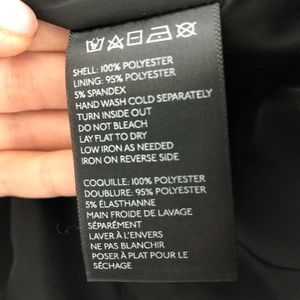 SHELL: 100% POLYESTER
LINING: 95% POLYESTER
5% SPANDEX
HAND WASH COLD SEPARATELY
TURN INSIDE OUT
DO NOT BLEACH
LAY FLAT TO DRY
LOW IRON AS NEEDED
IRON ON REVERSE SIDE
COQUILLE: 100% POLYESTER
DOUBLURE: 95% POLYESTER
5% ÉLASTHANNE
MAIN FROIDE DE LAVAGE
SÉPARÉMENT
LAVER À L'ENVERS
NE PAS BLANCHIR
POSER À PLAT POUR LE
SÉCHAGE